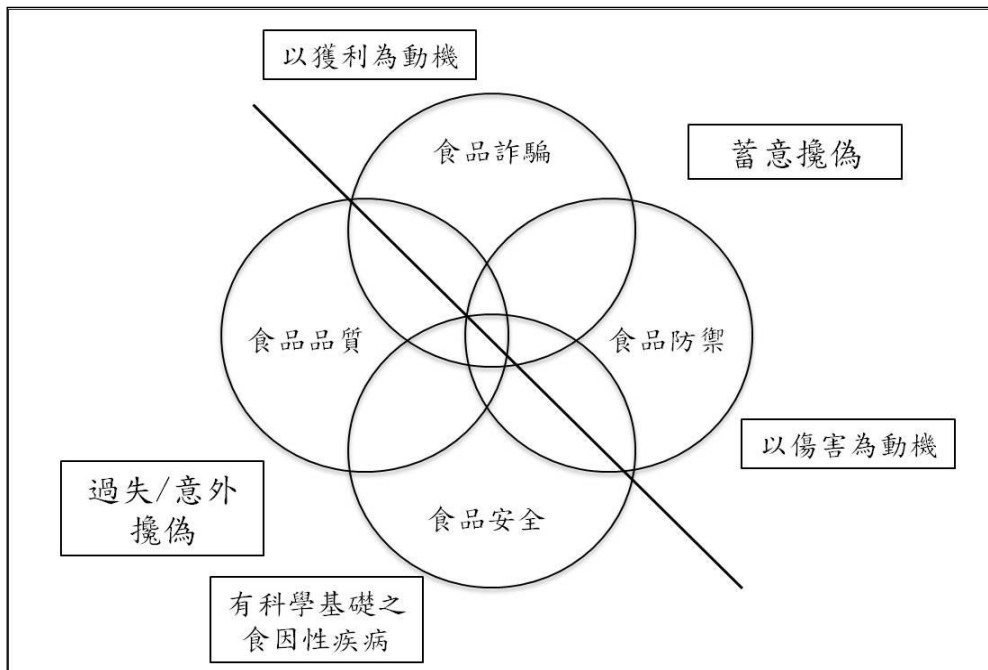 以獲利為動機
食品詐騙
蓄意攙偽
食品品質
食品防禦
以傷害為動機
過失/意外
攙偽
食品安全
有科學基礎之
食因性疾病